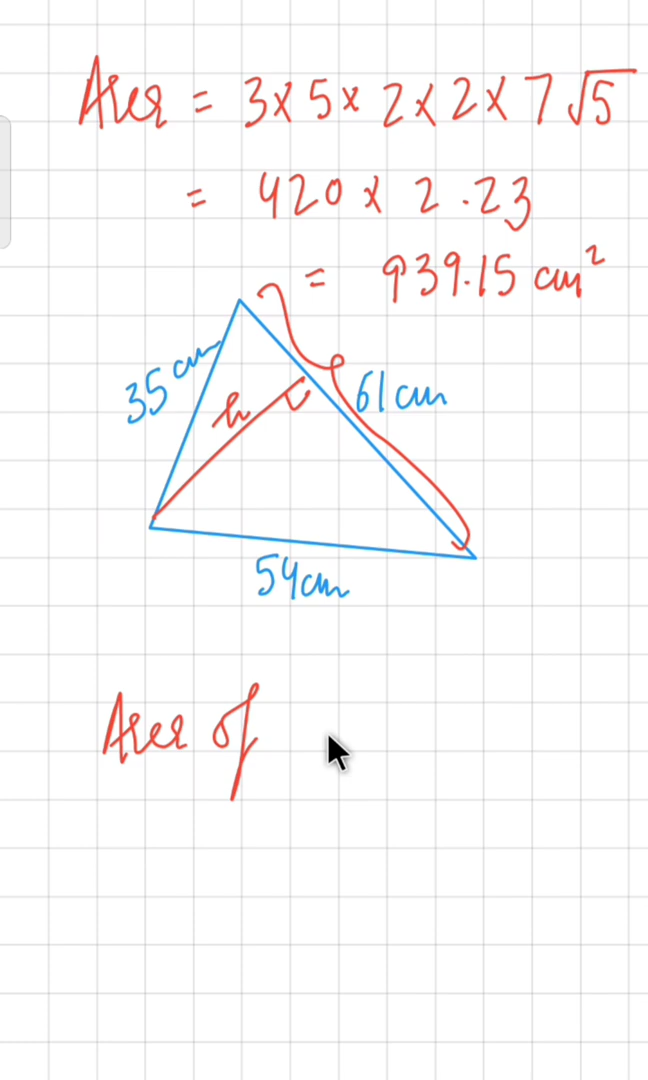 Area = 3 × 5 × 2 × 2 × 7 √5
= 420 × 2.23
= 939.15 cm²
35 cm
h
61 cm
54 cm
Area of